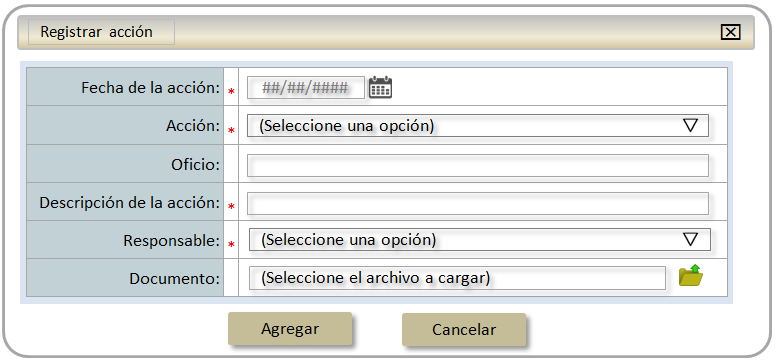 Registrar acción
Fecha de la acción: * ##/##/####
Acción: * (Seleccione una opción)
Oficio:
Descripción de la acción: *
Responsable: * (Seleccione una opción)
Documento: (Seleccione el archivo a cargar)
Agregar Cancelar